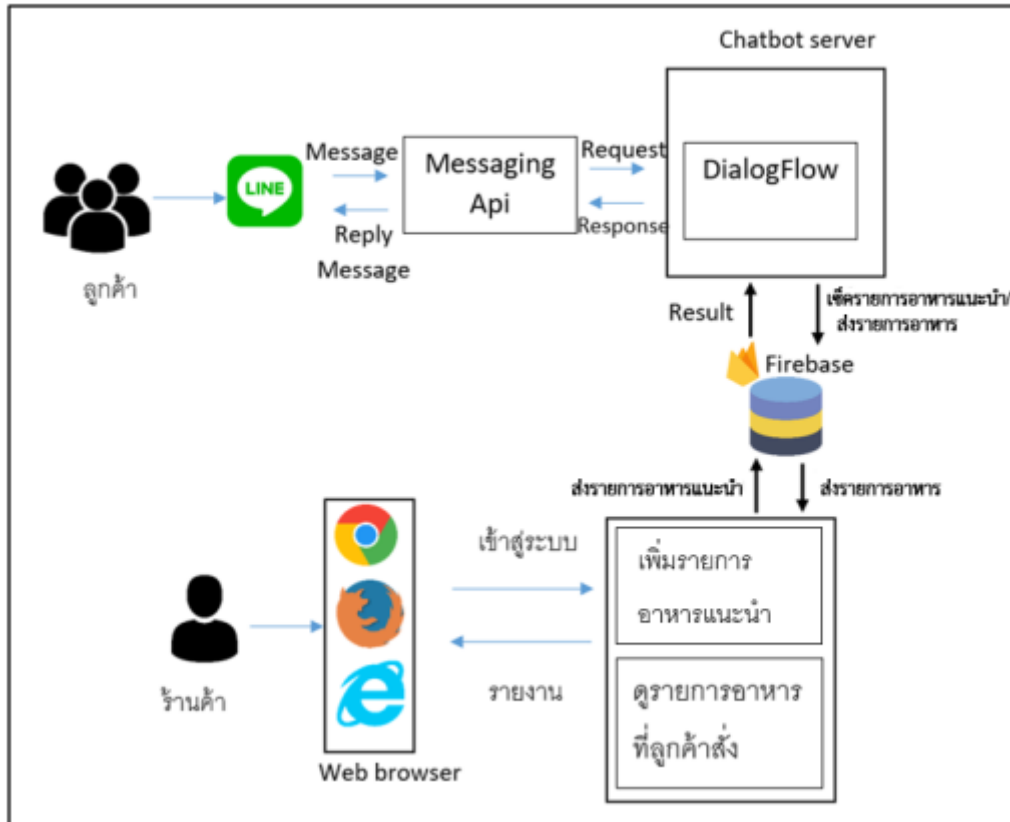 Chatbot server
Message
Messaging
Api
Request
DialogFlow
LINE
Reply
Message
Response
ลูกค้า
Result
เช็ครายการอาหารแนะนำ/
ส่งรายการอาหาร
Firebase
ส่งรายการอาหารแนะนำ
ส่งรายการอาหาร
เข้าสู่ระบบ
เพิ่มรายการ
อาหารแนะนำ
ร้านค้า
รายงาน
ดูรายการอาหาร
ที่ลูกค้าสั่ง
Web browser